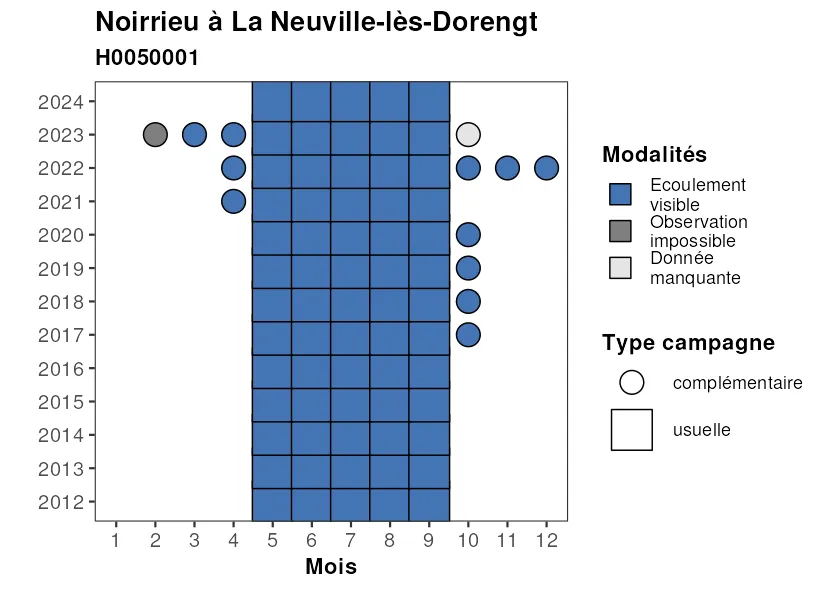 Noirrieu à La Neuville-lès-Dorengt
H0050001
2024
2023
2022
2021
2020
2019
2018
2017
2016
2015
2014
2013
2012
1 2 3 4 5 6 7 8 9 10 11 12
Mois
Modalités
Ecoulement
visible
Observation
impossible
Donnée
manquante
Type campagne
complémentaire
usuelle